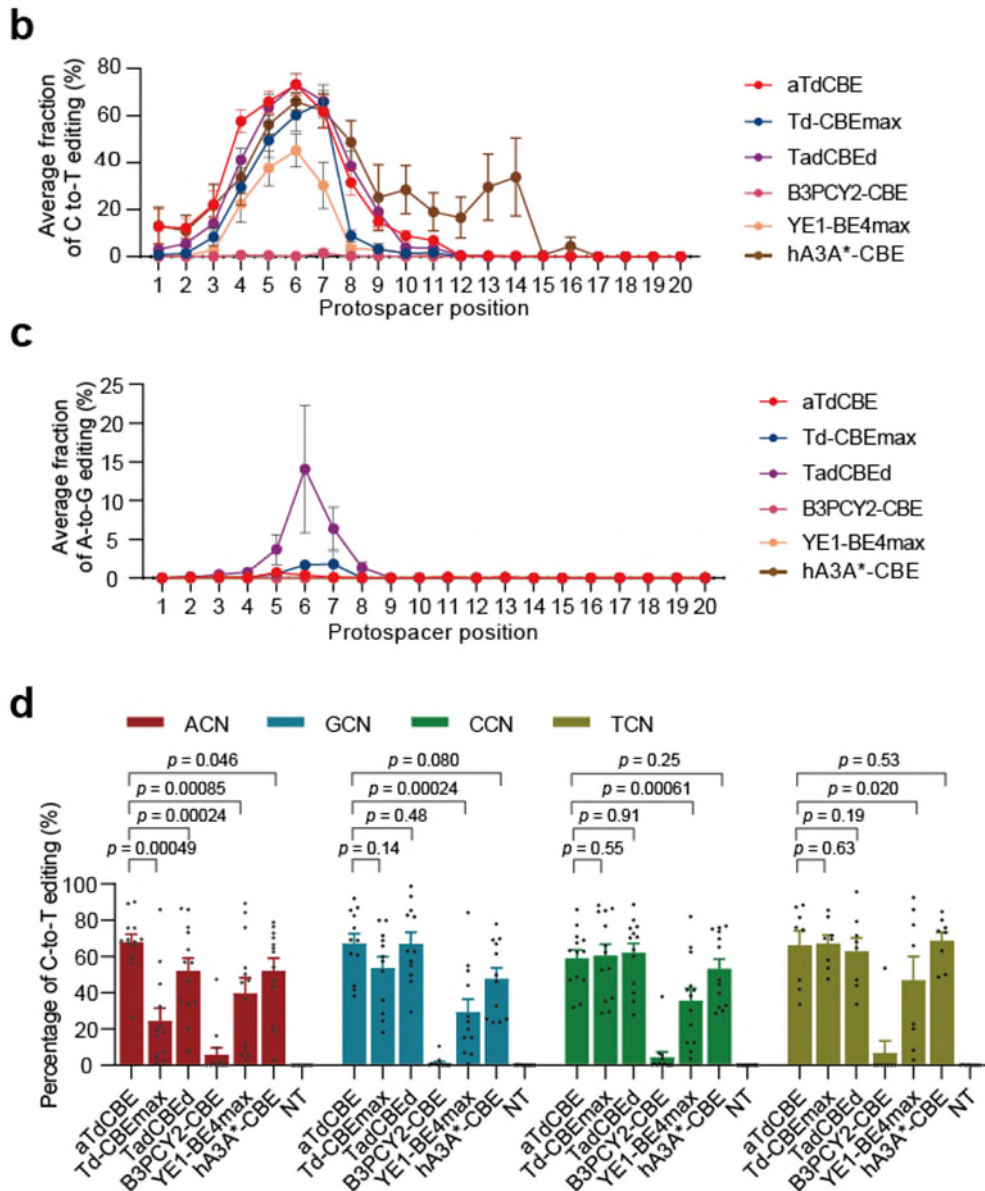 b
Average fraction
of C-to-T editing (%)
80
60
40
20
0
1 2 3 4 5 6 7 8 9 10 11 12 13 14 15 16 17 18 19 20
Protospacer position
aTdCBE
Td-CBEmax
TadCBEd
B3PCY2-CBE
YE1-BE4max
hA3A*-CBE
c
Average fraction
of A-to-G editing (%)
25
20
15
10
5
0
1 2 3 4 5 6 7 8 9 10 11 12 13 14 15 16 17 18 19 20
Protospacer position
aTdCBE
Td-CBEmax
TadCBEd
B3PCY2-CBE
YE1-BE4max
hA3A*-CBE
d
ACN GCN CCN TCN
p = 0.046 p = 0.080 p = 0.25 p = 0.53
p = 0.00085 p = 0.00024 p = 0.00061 p = 0.020
p = 0.00024 p = 0.48 p = 0.91 p = 0.19
p = 0.00049 p = 0.14 p = 0.55 p = 0.63
Percentage of C-to-T editing (%)
100
80
60
40
20
0
aTdCBE Td-CBEmax TadCBEd B3PCY2-CBE YE1-BE4max hA3A*-CBE NT aTdCBE Td-CBEmax TadCBEd B3PCY2-CBE YE1-BE4max hA3A*-CBE NT aTdCBE Td-CBEmax TadCBEd B3PCY2-CBE YE1-BE4max hA3A*-CBE NT aTdCBE Td-CBEmax TadCBEd B3PCY2-CBE YE1-BE4max hA3A*-CBE NT